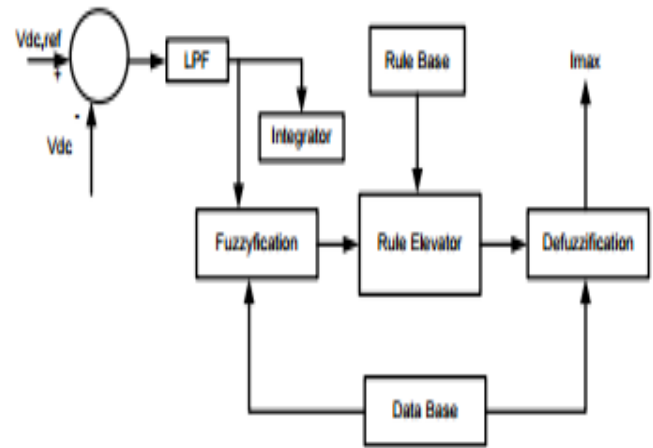 Vdc,ref
+
LPF
Rule Base
Imax
-
Vdc
Integrator
Fuzzyfication
Rule Elevator
Defuzzification
Data Base